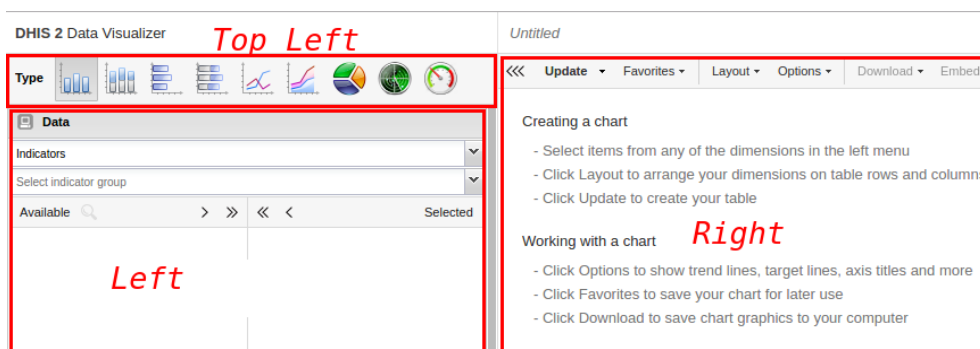 DHIS 2 Data Visualizer
Top Left
Type
Data
Indicators
Select indicator group
Available
Selected
Left
Untitled
Update Favorites Layout Options Download Embed
Creating a chart
- Select items from any of the dimensions in the left menu
- Click Layout to arrange your dimensions on table rows and columns
- Click Update to create your table
Working with a chart
Right
- Click Options to show trend lines, target lines, axis titles and more
- Click Favorites to save your chart for later use
- Click Download to save chart graphics to your computer